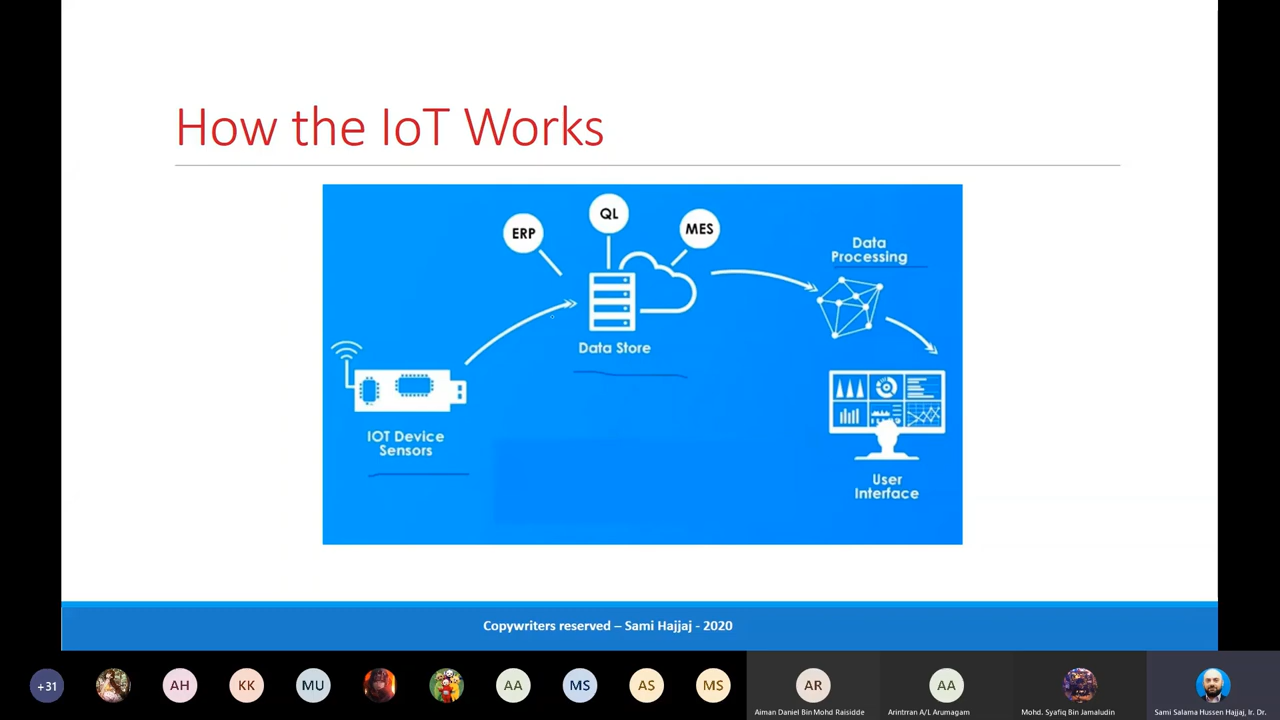 How the IoT Works
ERP
QL
MES
Data
Processing
Data Store
IOT Device
Sensors
User
Interface
Copywriters reserved – Sami Hajjaj - 2020
+31
AH
KK
MU
AA
MS
AS
MS
AR
AA
Aiman Daniel Bin Mohd Raisidde
Arintrran A/L Arumagam
Mohd. Syafiq Bin Jamaludin
Sami Salama Hussen Hajjaj, Ir. Dr.